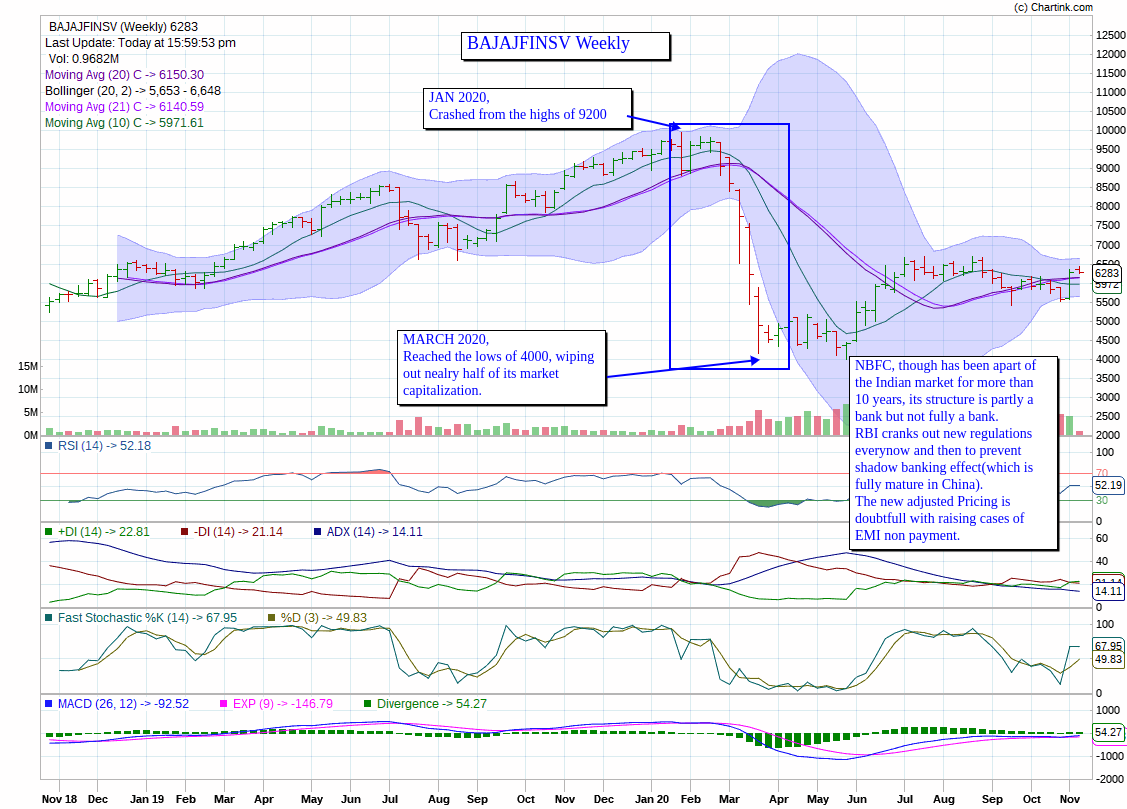 (c) Chartink.com
BAJAJFINSV (Weekly) 6283
Last Update: Today at 15:59:53 pm
Vol: 0.9682M
Moving Avg (20) C -> 6150.30
Bollinger (20, 2) -> 5,653 - 6,648
Moving Avg (21) C -> 6140.59
Moving Avg (10) C -> 5971.61
BAJAJFINSV Weekly
JAN 2020,
Crashed from the highs of 9200
MARCH 2020,
Reached the lows of 4000, wiping
out nealry half of its market
capitalization.
NBFC, though has been apart of
the Indian market for more than
10 years, its structure is partly a
bank but not fully a bank.
RBI cranks out new regulations
everynow and then to prevent
shadow banking effect(which is
fully mature in China).
The new adjusted Pricing is
doubtfull with raising cases of
EMI non payment.
12500
12000
11500
11000
10500
10000
9500
9000
8500
8000
7500
7000
6283
5972
5500
5000
4500
4000
3500
3000
2500
2000
15M
10M
5M
0M
RSI (14) -> 52.18
100
70
52.19
30
0
+DI (14) -> 22.81 -DI (14) -> 21.14 ADX (14) -> 14.11
60
40
14.11
0
Fast Stochastic %K (14) -> 67.95 %D (3) -> 49.83
100
67.95
49.83
0
MACD (26, 12) -> -92.52 EXP (9) -> -146.79 Divergence -> 54.27
1000
54.27
-1000
-2000
Nov 18 Dec Jan 19 Feb Mar Apr May Jun Jul Aug Sep Oct Nov Dec Jan 20 Feb Mar Apr May Jun Jul Aug Sep Oct Nov